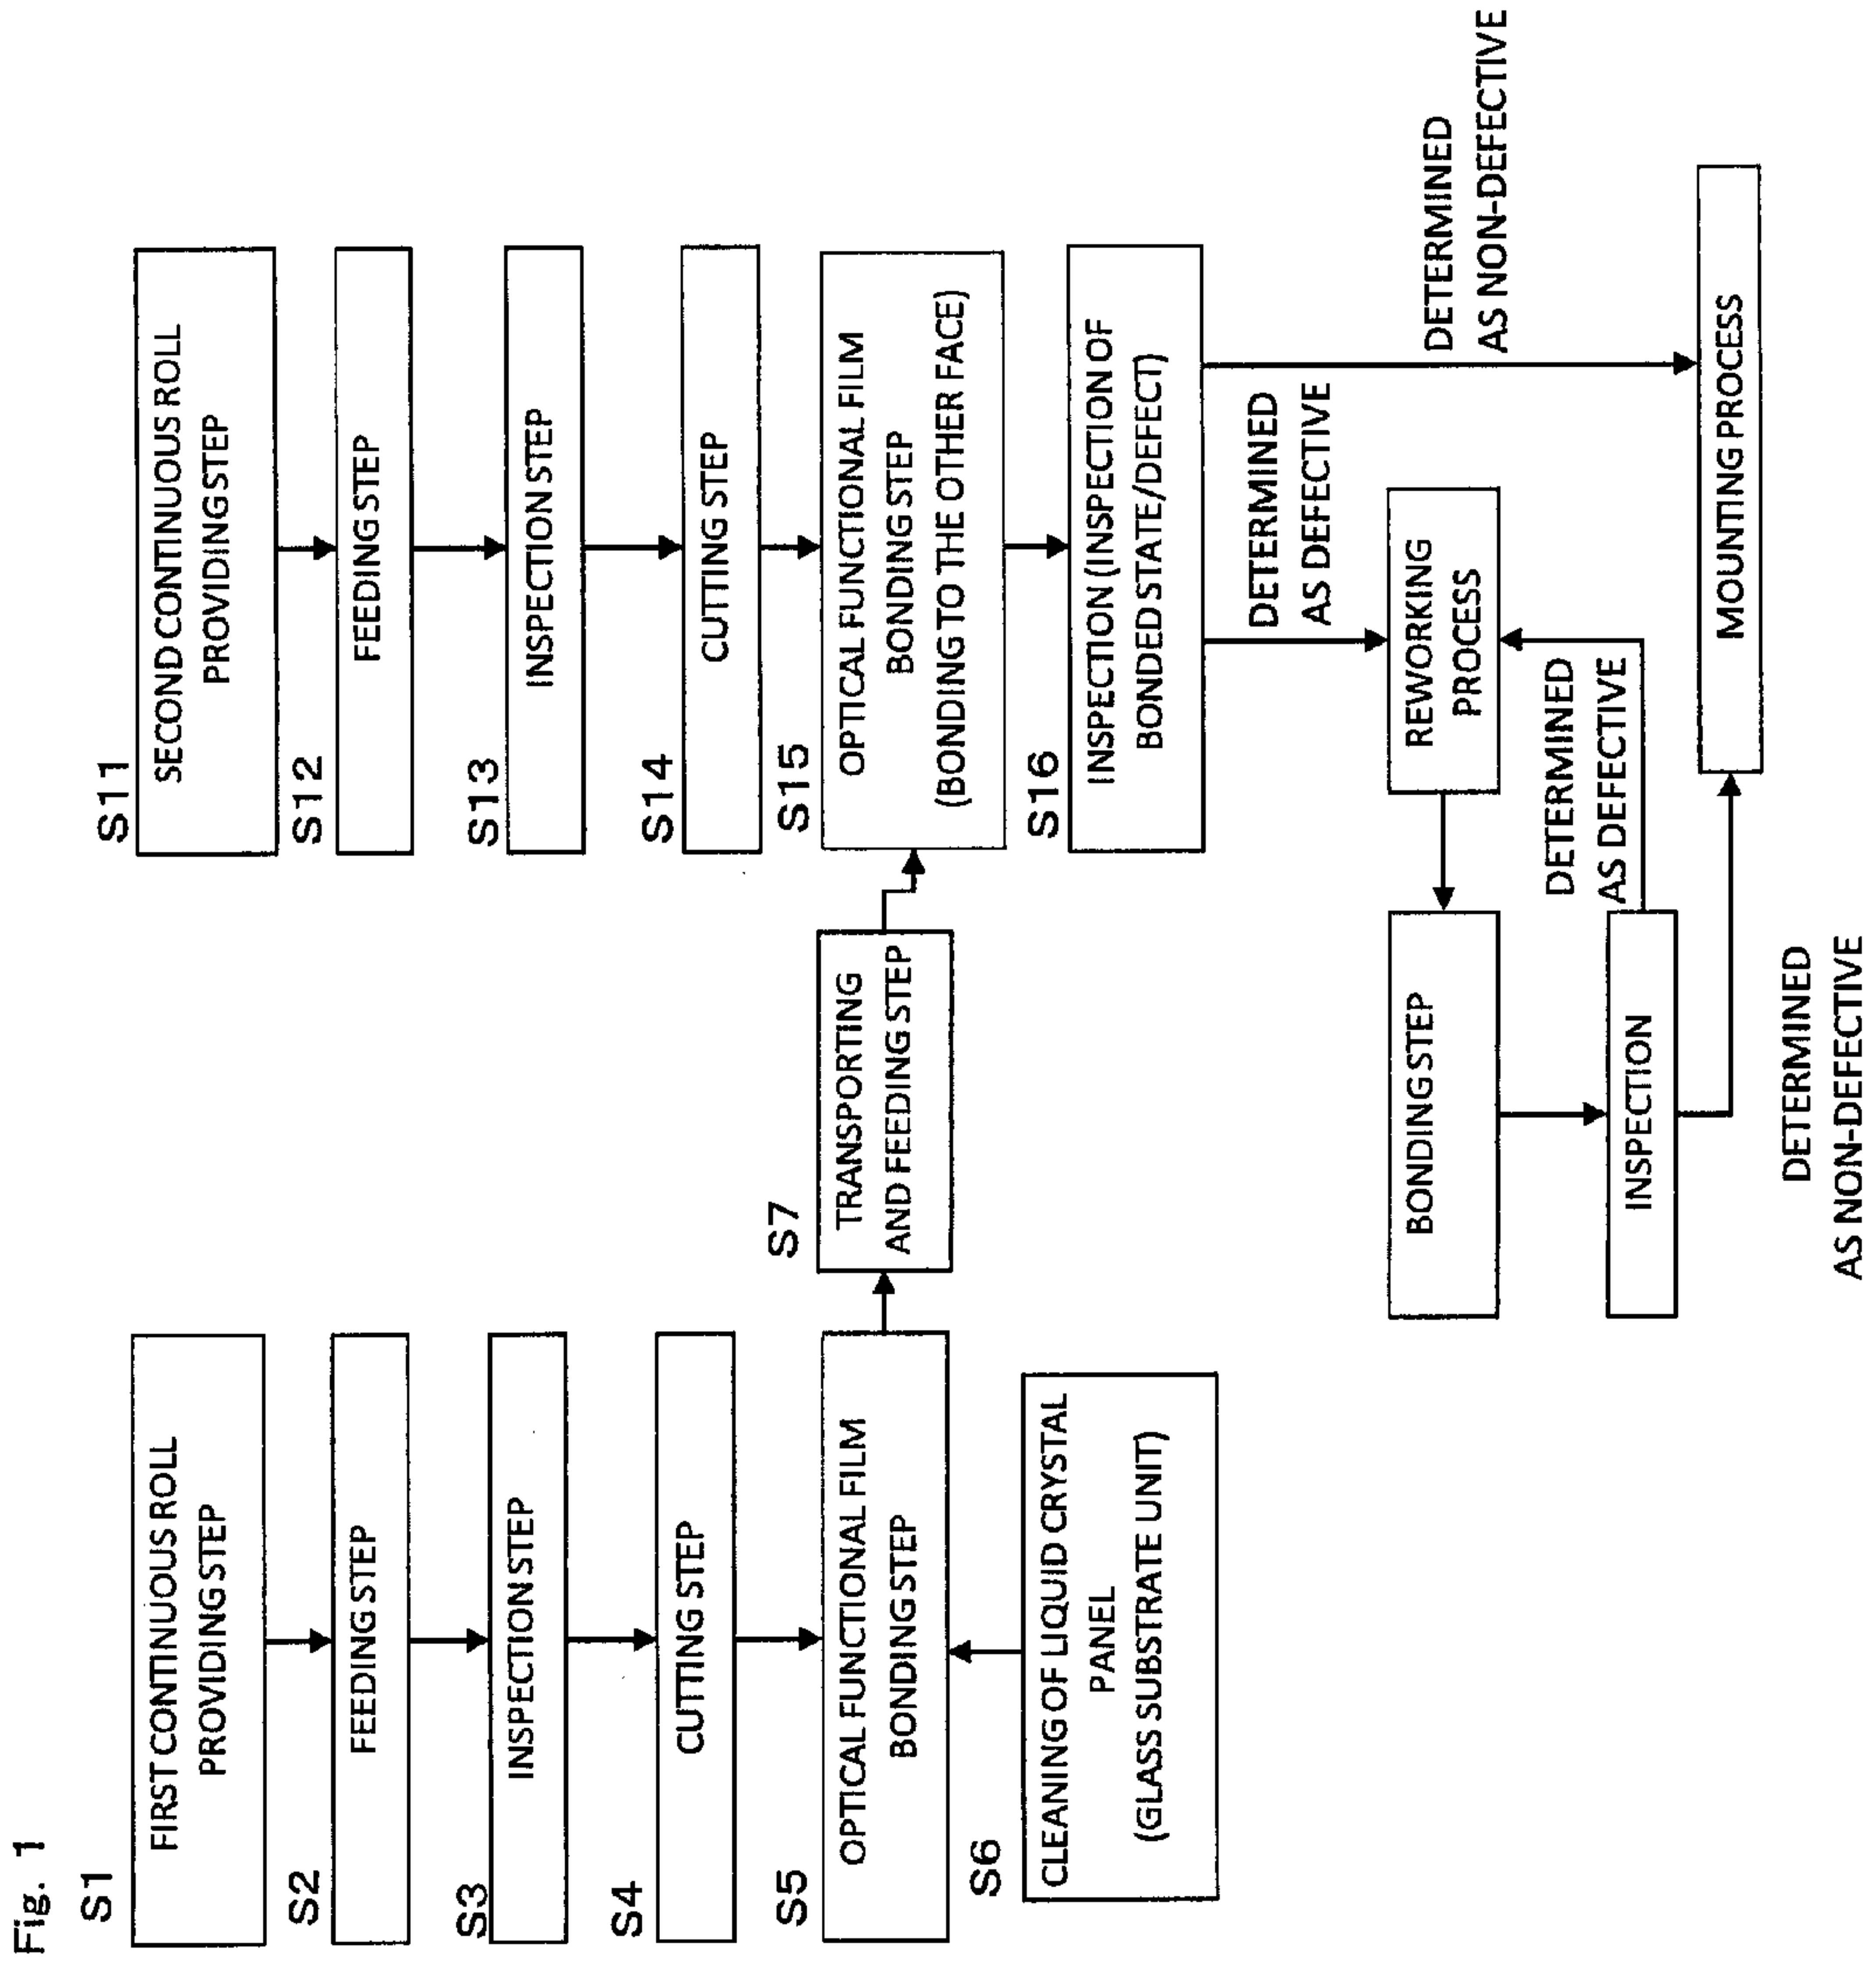 Fig. 1
S1
FIRST CONTINUOUS ROLL
PROVIDING STEP
S2
FEEDING STEP
S3
INSPECTION STEP
S4
CUTTING STEP
S5
OPTICAL FUNCTIONAL FILM
BONDING STEP
S6
CLEANING OF LIQUID CRYSTAL
PANEL
(GLASS SUBSTRATE UNIT)
S7
TRANSPORTING
AND FEEDING STEP
S11
SECOND CONTINUOUS ROLL
PROVIDING STEP
S12
FEEDING STEP
S13
INSPECTION STEP
S14
CUTTING STEP
S15
OPTICAL FUNCTIONAL FILM
BONDING STEP
(BONDING TO THE OTHER FACE)
S16
INSPECTION (INSPECTION OF
BONDED STATE/DEFECT)
DETERMINED
AS DEFECTIVE
DETERMINED
AS NON-DEFECTIVE
REWORKING
PROCESS
BONDING STEP
INSPECTION
DETERMINED
AS DEFECTIVE
DETERMINED
AS NON-DEFECTIVE
MOUNTING PROCESS